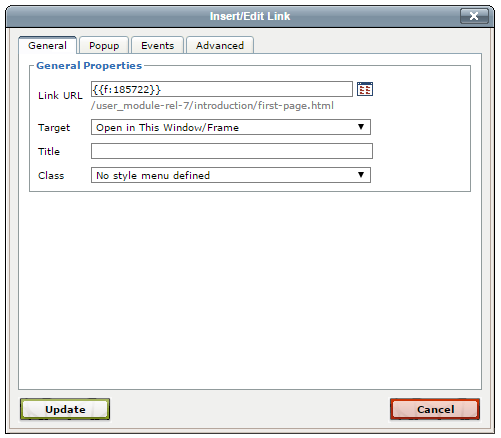 Insert/Edit Link
General Popup Events Advanced
General Properties
Link URL {{f:185722}}
/user_module-rel-7/introduction/first-page.html
Target Open in This Window/Frame
Title
Class No style menu defined
Update Cancel